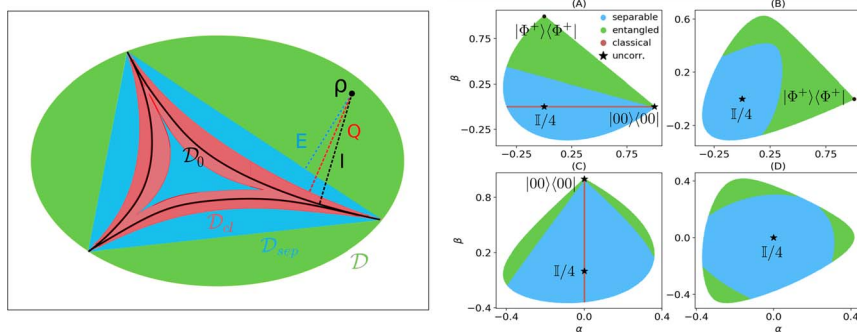 ρ
E
Q
I
𝒟₀
𝒟_cl
𝒟_sep
𝒟
(A)
|Φ⁺⟩⟨Φ⁺|
separable
entangled
classical
uncorr.
β
0.75
0.25
−0.25
𝕀/4
|00⟩⟨00|
−0.25 0.25 0.75
(B)
0.6
0.2
−0.2
|Φ⁺⟩⟨Φ⁺|
𝕀/4
−0.25 0.25 0.75
(C)
|00⟩⟨00|
β
0.8
0.2
−0.4
𝕀/4
−0.4 0.0 0.4
α
(D)
0.4
0.0
−0.4
𝕀/4
−0.4 0.0 0.4
α